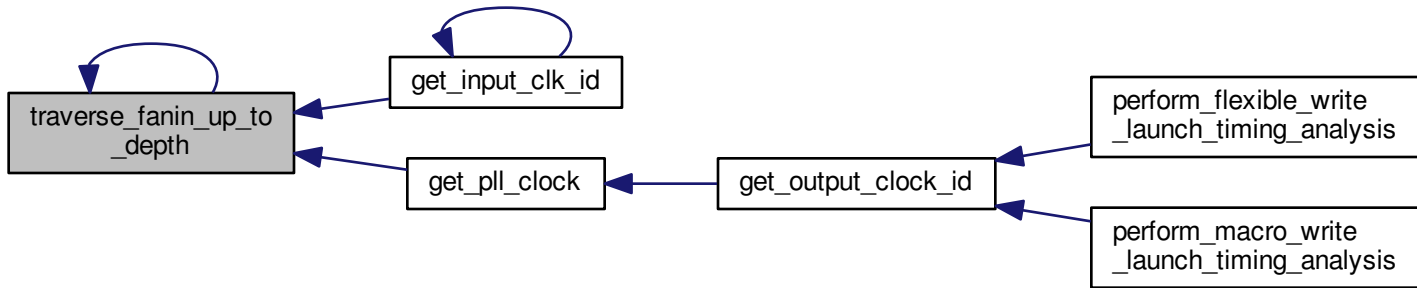 traverse_fanin_up_to
_depth
get_input_clk_id
get_pll_clock
get_output_clock_id
perform_flexible_write
_launch_timing_analysis
perform_macro_write
_launch_timing_analysis